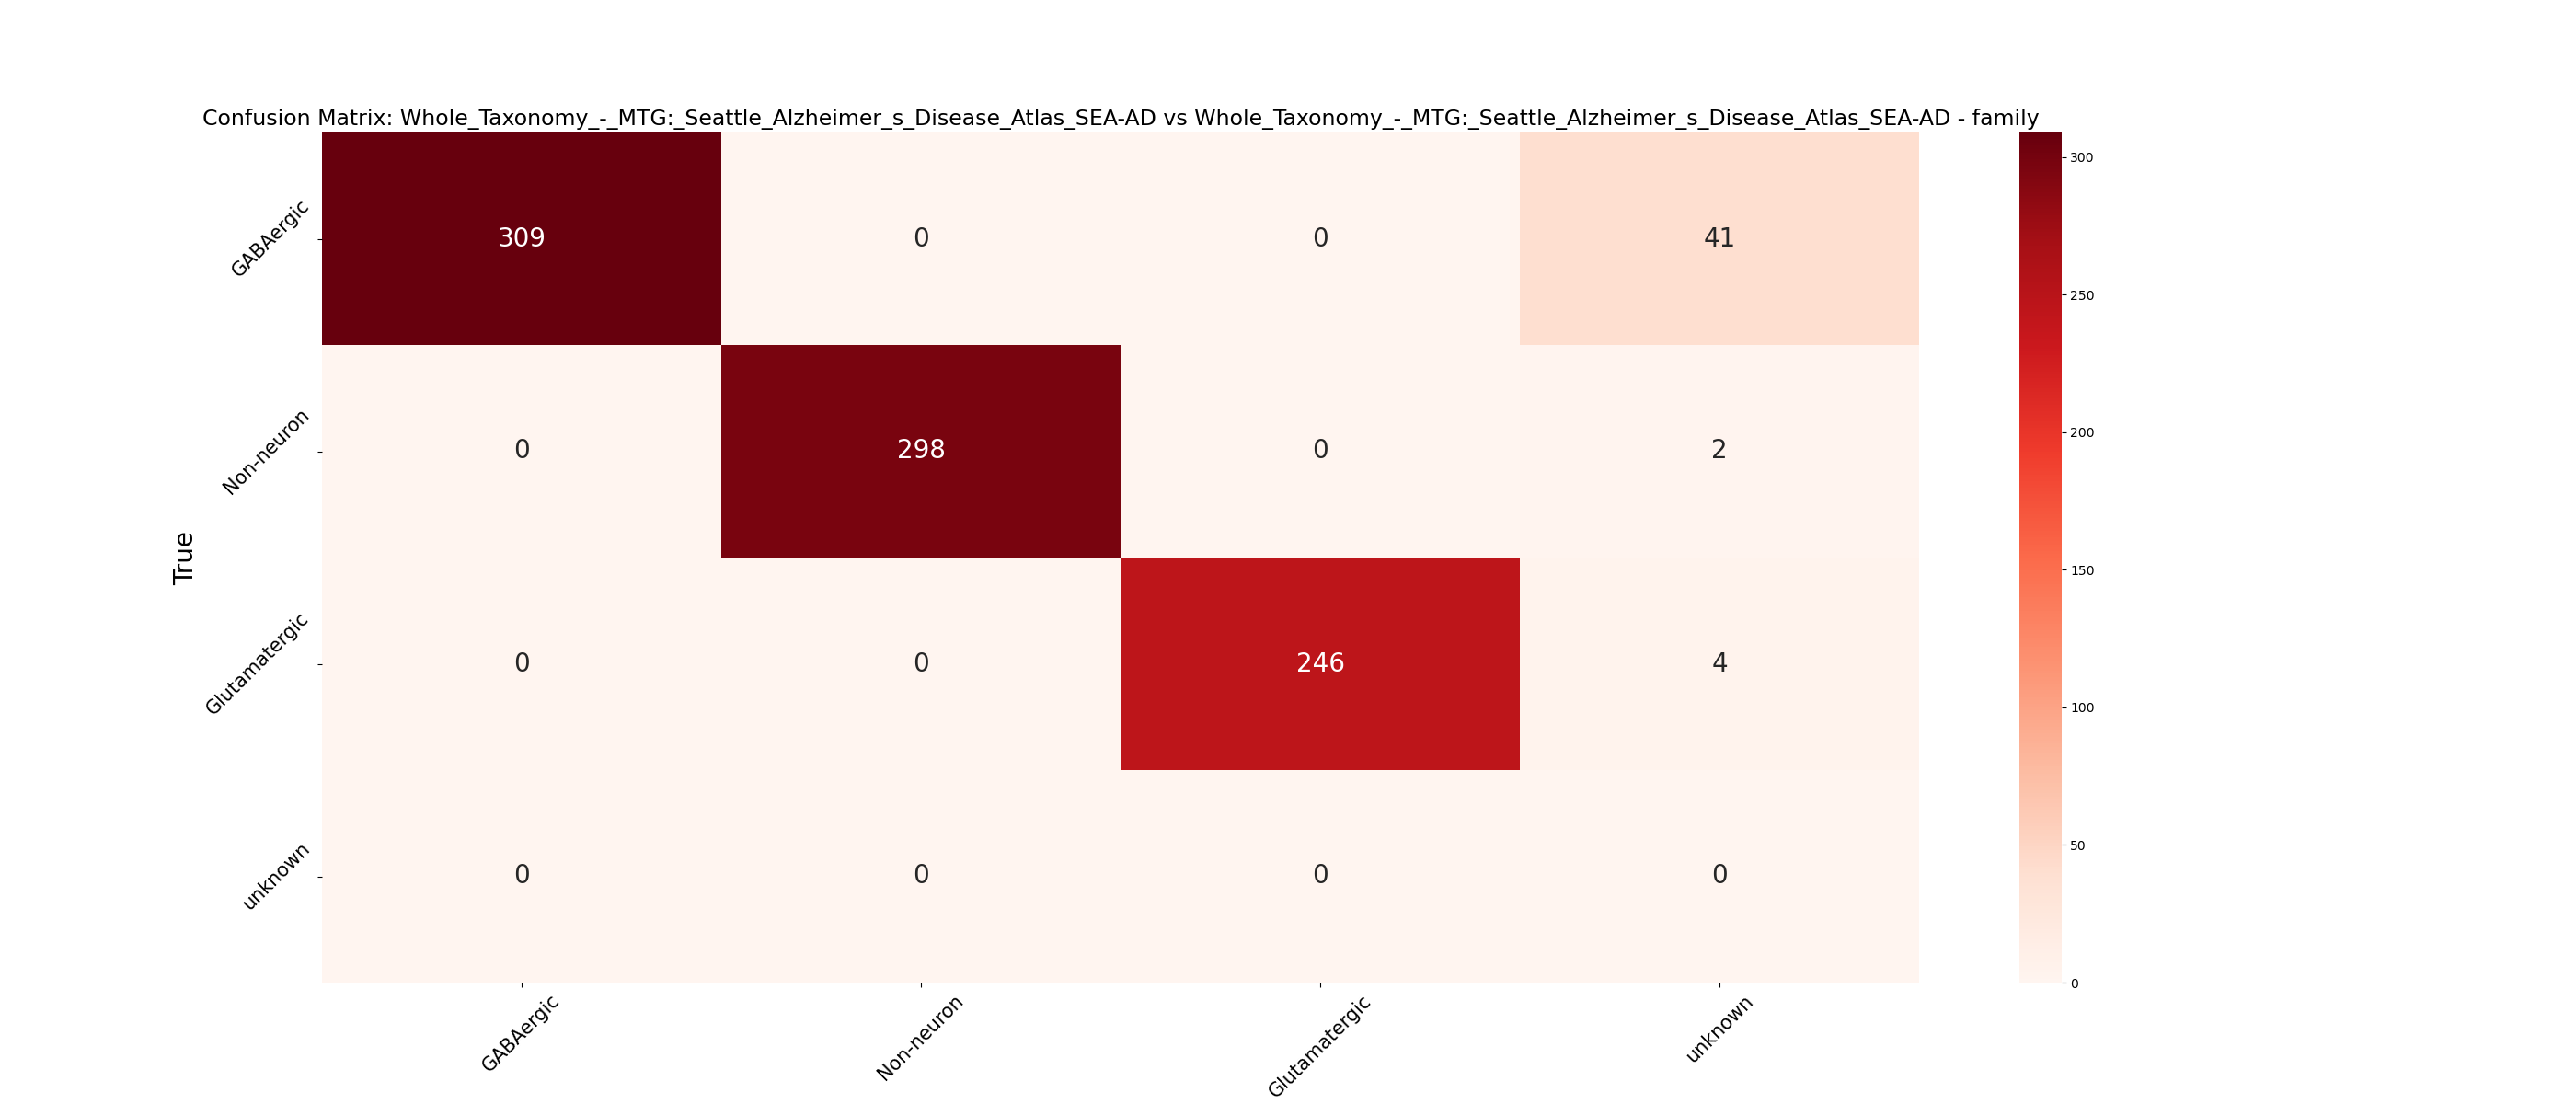 Confusion Matrix: Whole_Taxonomy_-_MTG:_Seattle_Alzheimer_s_Disease_Atlas_SEA-AD vs Whole_Taxonomy_-_MTG:_Seattle_Alzheimer_s_Disease_Atlas_SEA-AD - family
True
GABAergic
309 0 0 41
Non-neuron
0 298 0 2
Glutamatergic
0 0 246 4
unknown
0 0 0 0
GABAergic Non-neuron Glutamatergic unknown
300
250
200
150
100
50
0